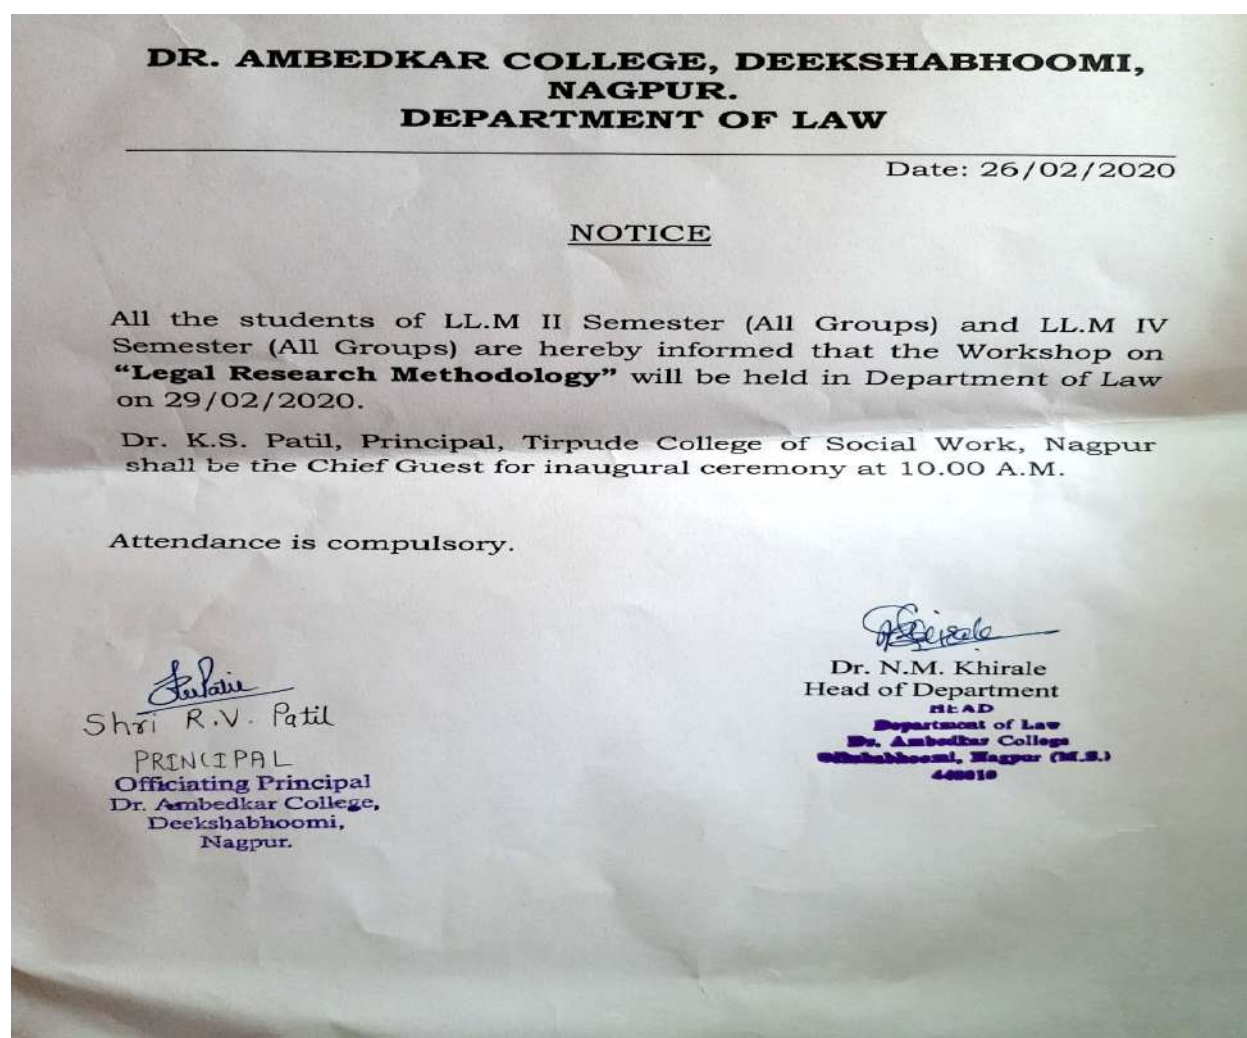 DR. AMBEDKAR COLLEGE, DEEKSHABHOOMI,
NAGPUR.
DEPARTMENT OF LAW
Date: 26/02/2020
NOTICE
All the students of LL.M II Semester (All Groups) and LL.M IV
Semester (All Groups) are hereby informed that the Workshop on
“Legal Research Methodology” will be held in Department of Law
on 29/02/2020.
Dr. K.S. Patil, Principal, Tirpude College of Social Work, Nagpur
shall be the Chief Guest for inaugural ceremony at 10.00 A.M.
Attendance is compulsory.
Dr. N.M. Khirale
Head of Department
HEAD
Department of Law
Dr. Ambedkar College
Nagpur (M.S.)
Shri R.V. Patil
PRINCIPAL
Officiating Principal
Dr. Ambedkar College,
Deekshabhoomi,
Nagpur.